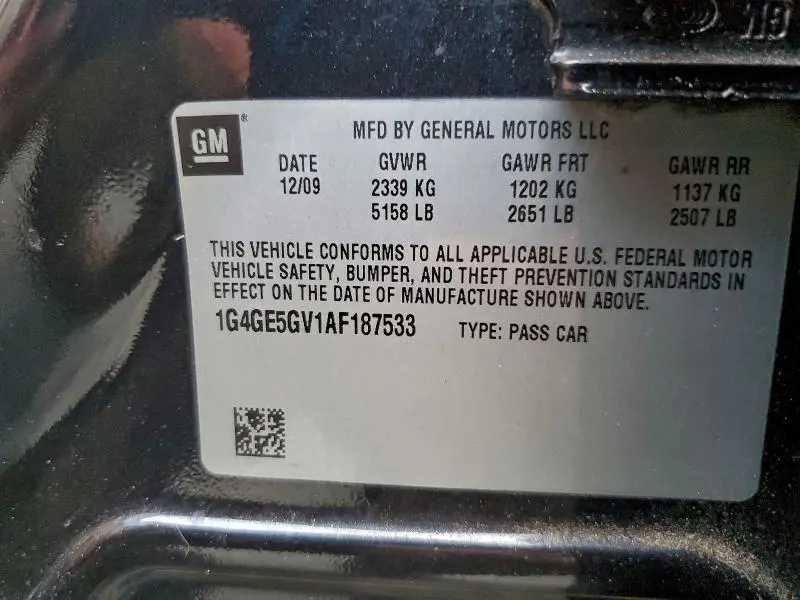 GM®
MFD BY GENERAL MOTORS LLC
DATE GVWR GAWR FRT GAWR RR
12/09 2339 KG 1202 KG 1137 KG
5158 LB 2651 LB 2507 LB
THIS VEHICLE CONFORMS TO ALL APPLICABLE U.S. FEDERAL MOTOR
VEHICLE SAFETY, BUMPER, AND THEFT PREVENTION STANDARDS IN
EFFECT ON THE DATE OF MANUFACTURE SHOWN ABOVE.
1G4GE5GV1AF187533 TYPE: PASS CAR